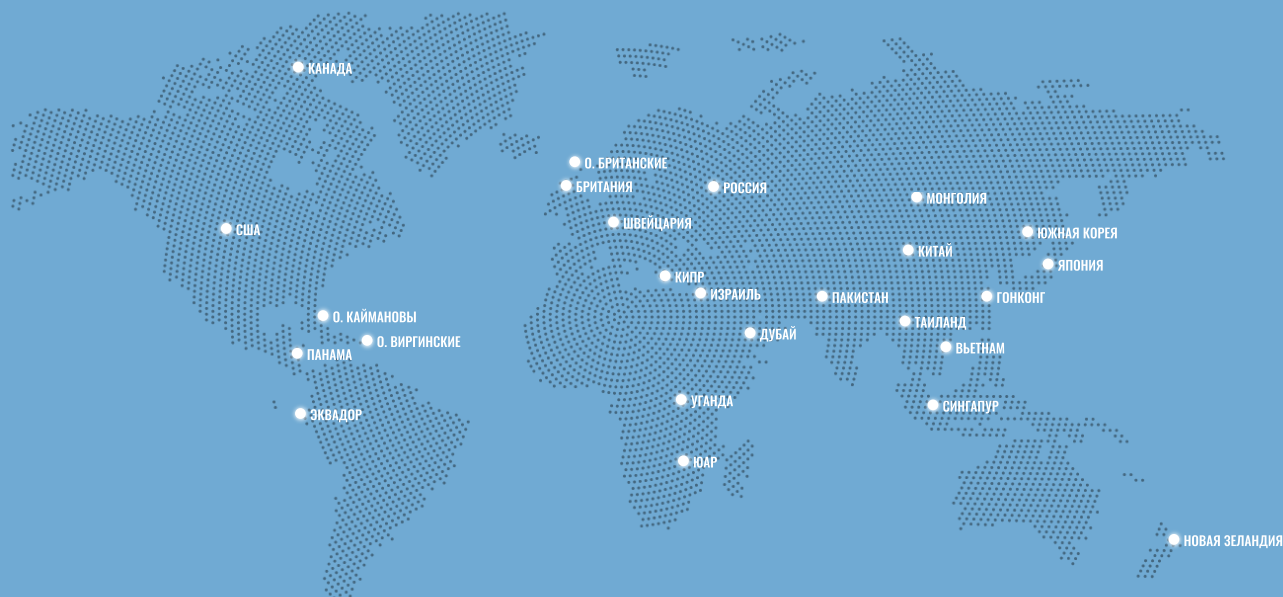 КАНАДА
О. БРИТАНСКИЕ
БРИТАНИЯ
РОССИЯ
МОНГОЛИЯ
ШВЕЙЦАРИЯ
США
ЮЖНАЯ КОРЕЯ
КИТАЙ
ЯПОНИЯ
КИПР
ИЗРАИЛЬ
ПАКИСТАН
ГОНКОНГ
О. КАЙМАНОВЫ
ТАИЛАНД
ДУБАЙ
О. ВИРГИНСКИЕ
ВЬЕТНАМ
ПАНАМА
УГАНДА
СИНГАПУР
ЭКВАДОР
ЮАР
НОВАЯ ЗЕЛАНДИЯ